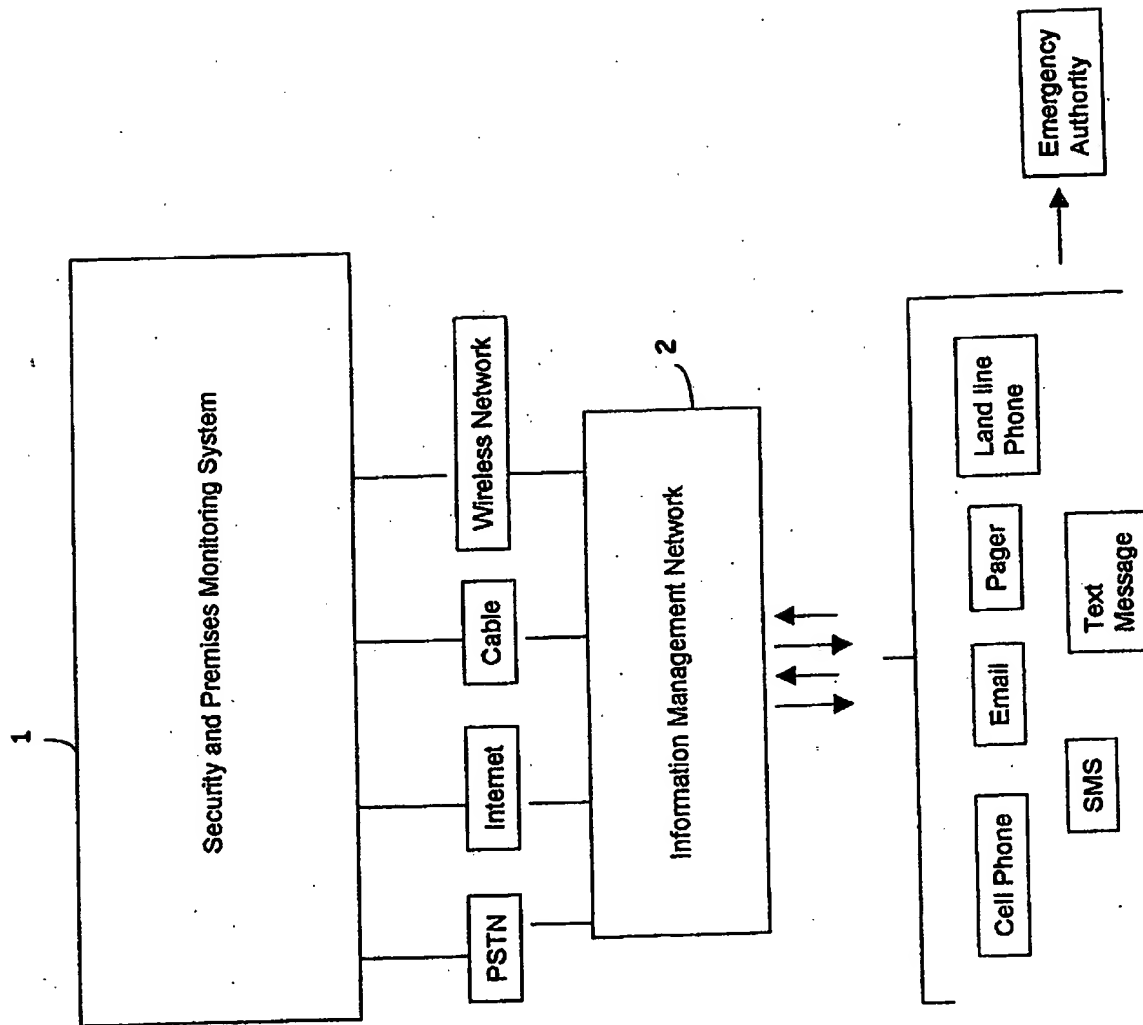 1
Security and Premises Monitoring System
PSTN
Internet
Cable
Wireless Network
2
Information Management Network
Cell Phone
Email
Pager
Land line
Phone
SMS
Text
Message
Emergency
Authority